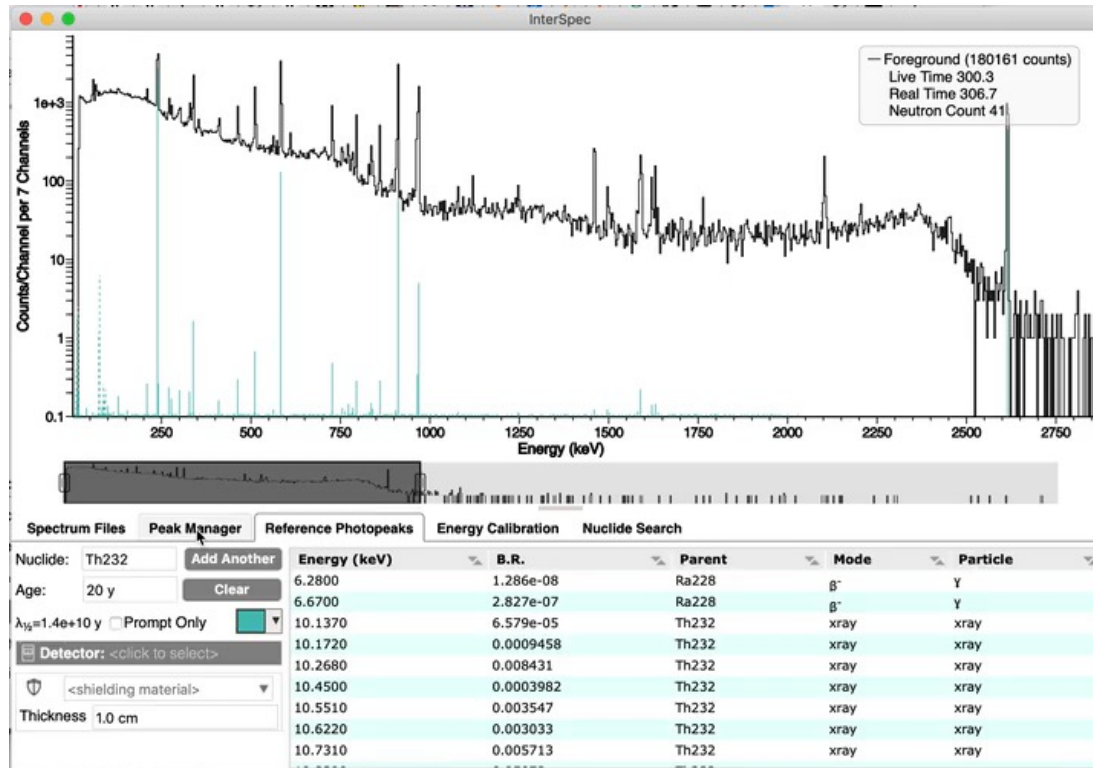 InterSpec
Foreground (180161 counts)
Live Time 300.3
Real Time 306.7
Neutron Count 41
Counts/Channel per 7 Channels
1e+3
100
10
1
0.1
250 500 750 1000 1250 1500 1750 2000 2250 2500 2750
Energy (keV)
Spectrum Files Peak Manager Reference Photopeaks Energy Calibration Nuclide Search
Nuclide: Th232 Add Another
Age: 20 y Clear
λ½=1.4e+10 y Prompt Only
Detector: <click to select>
<shielding material>
Thickness 1.0 cm
Energy (keV) B.R. Parent Mode Particle
6.2800 1.286e-08 Ra228 β⁻ γ
6.6700 2.827e-07 Ra228 β⁻ γ
10.1370 6.579e-05 Th232 xray xray
10.1720 0.0009458 Th232 xray xray
10.2680 0.008431 Th232 xray xray
10.4500 0.0003982 Th232 xray xray
10.5510 0.003547 Th232 xray xray
10.6220 0.003033 Th232 xray xray
10.7310 0.005713 Th232 xray xray